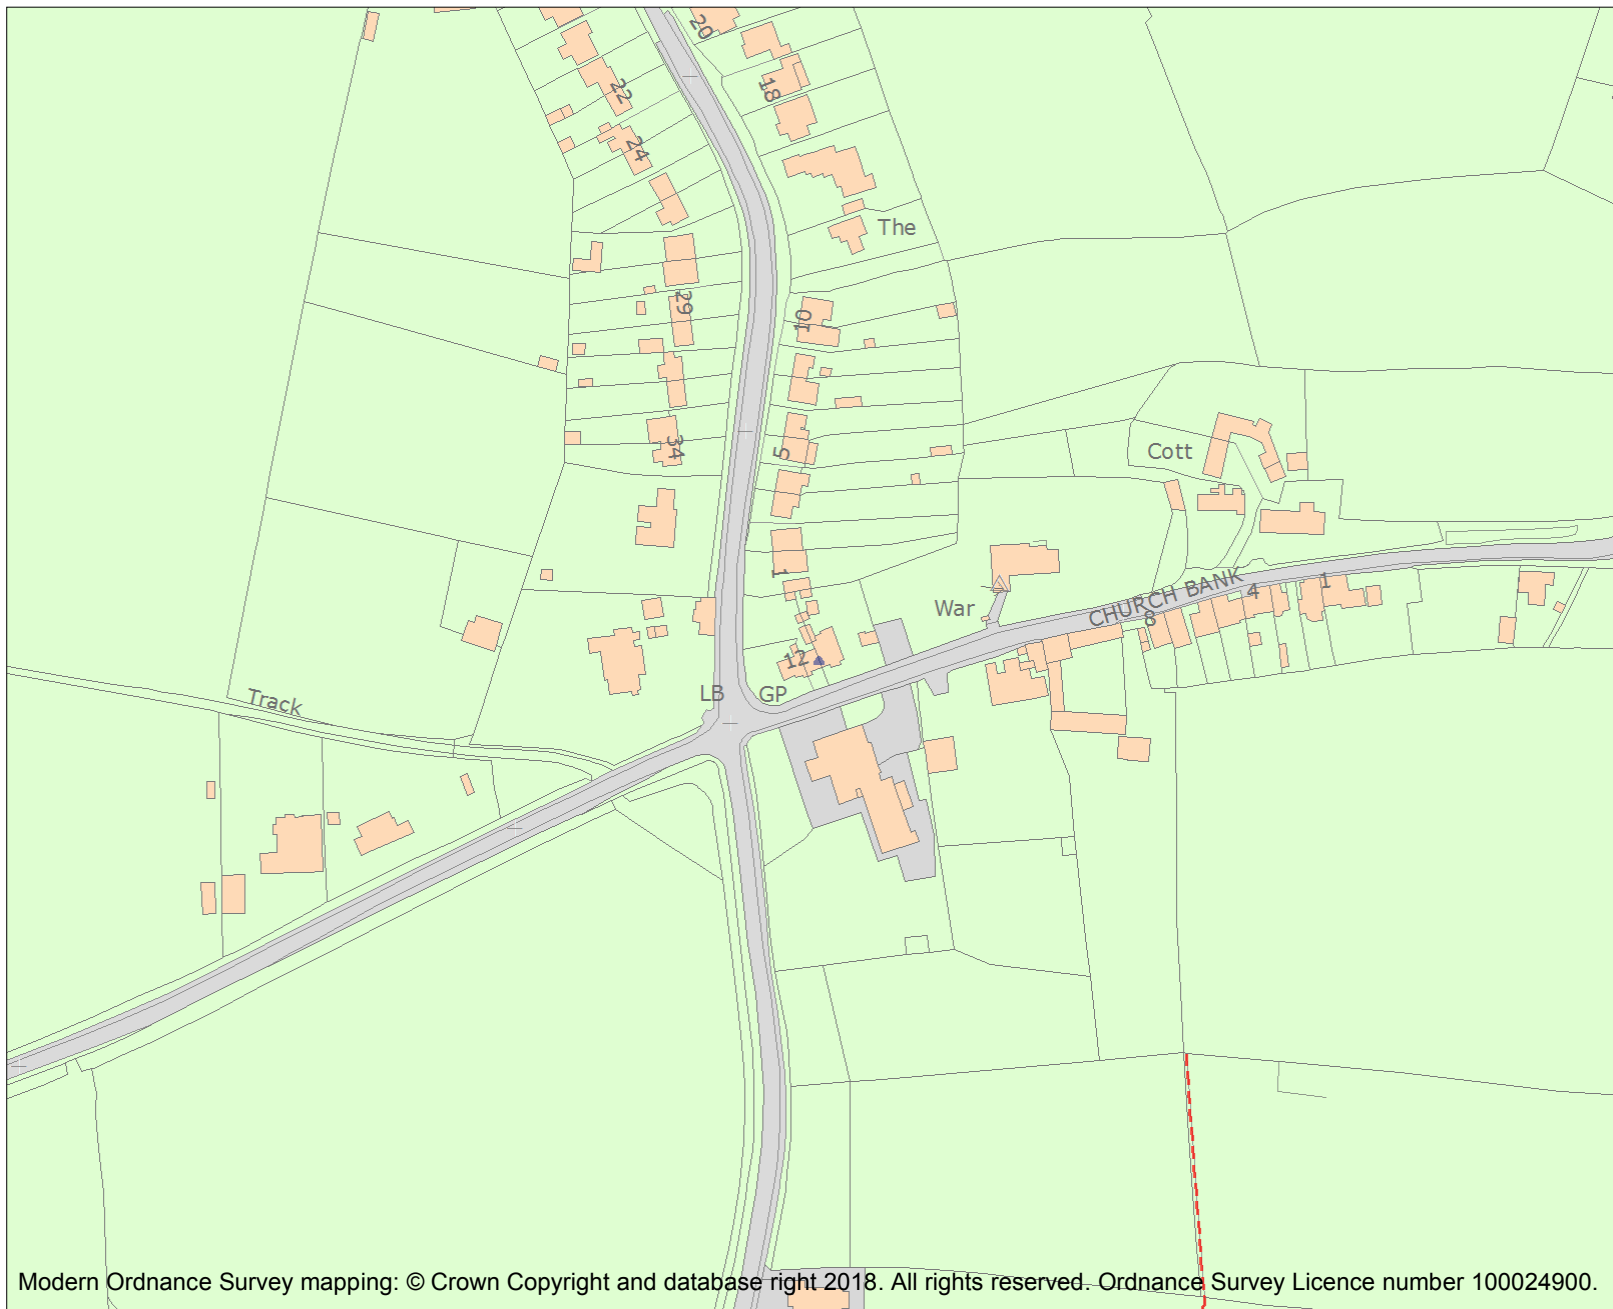 20
22
18
24
The
29
10
34
5
Cott
1
War
CHURCH BANK
8
4
1
12
LB
GP
Track
Modern Ordnance Survey mapping: © Crown Copyright and database right 2018. All rights reserved. Ordnance Survey Licence number 100024900.